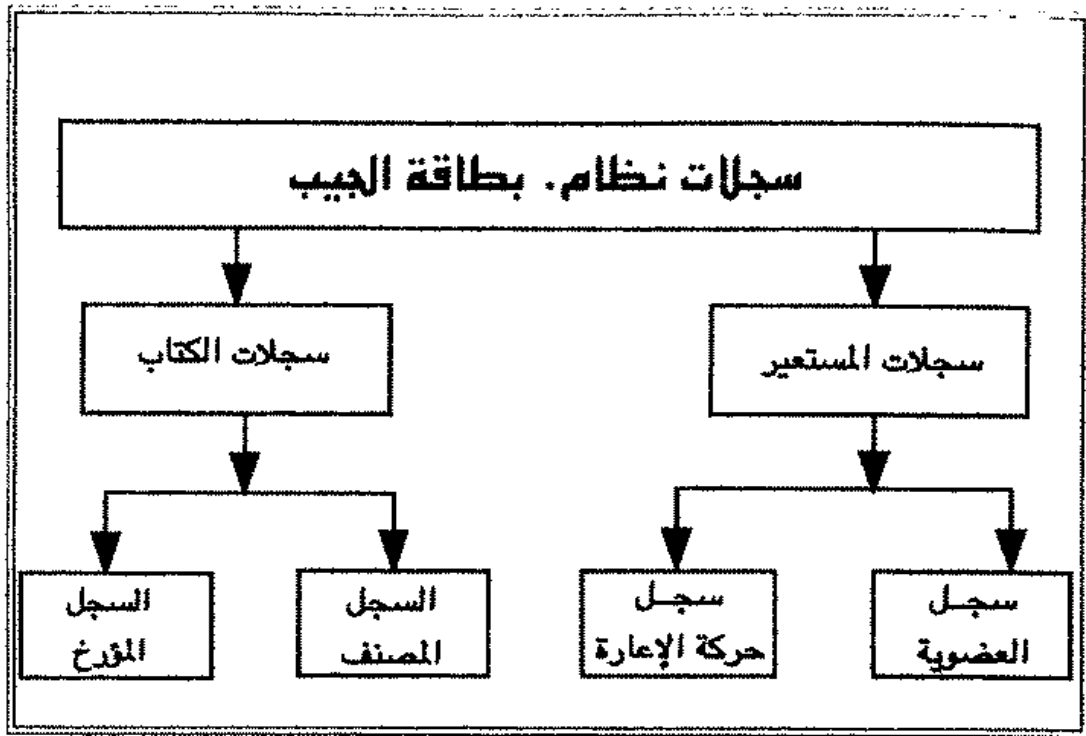 سجلات نظام. بطاقة الجيب
سجلات المستعير
سجلات الكتاب
سجل
العضوية
سجل
حركة الإعارة
السجل
المصنف
السجل
المؤرخ